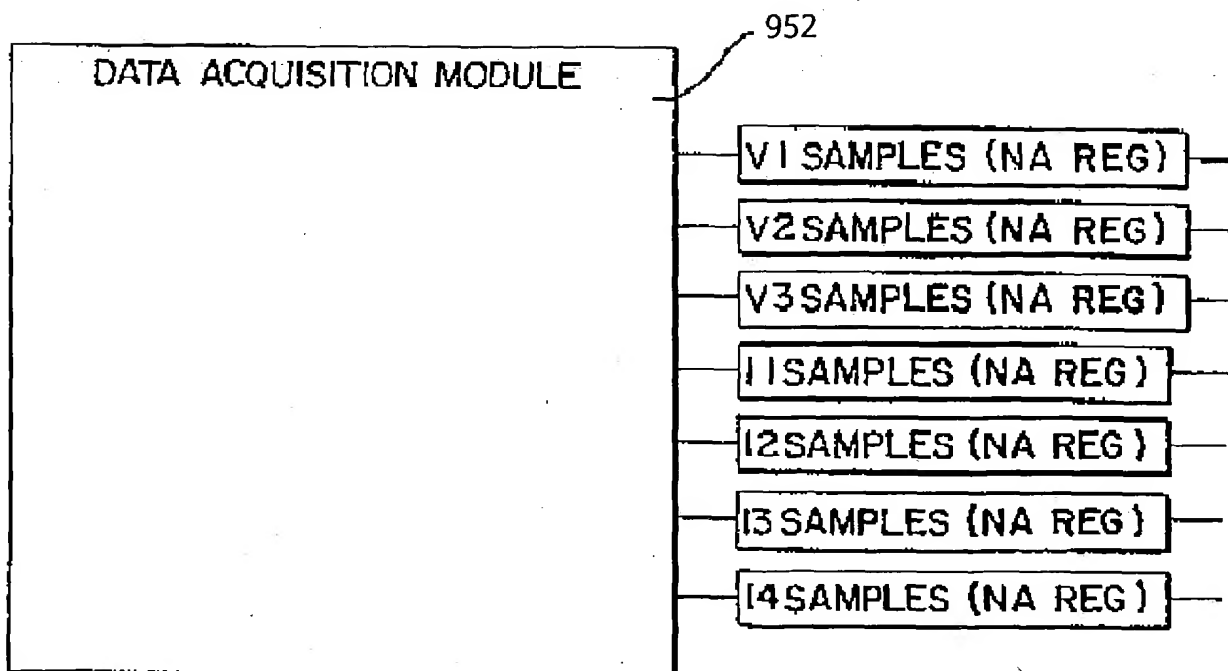 952
DATA ACQUISITION MODULE
V1 SAMPLES (NA REG)
V2 SAMPLES (NA REG)
V3 SAMPLES (NA REG)
I1 SAMPLES (NA REG)
I2 SAMPLES (NA REG)
I3 SAMPLES (NA REG)
I4 SAMPLES (NA REG)